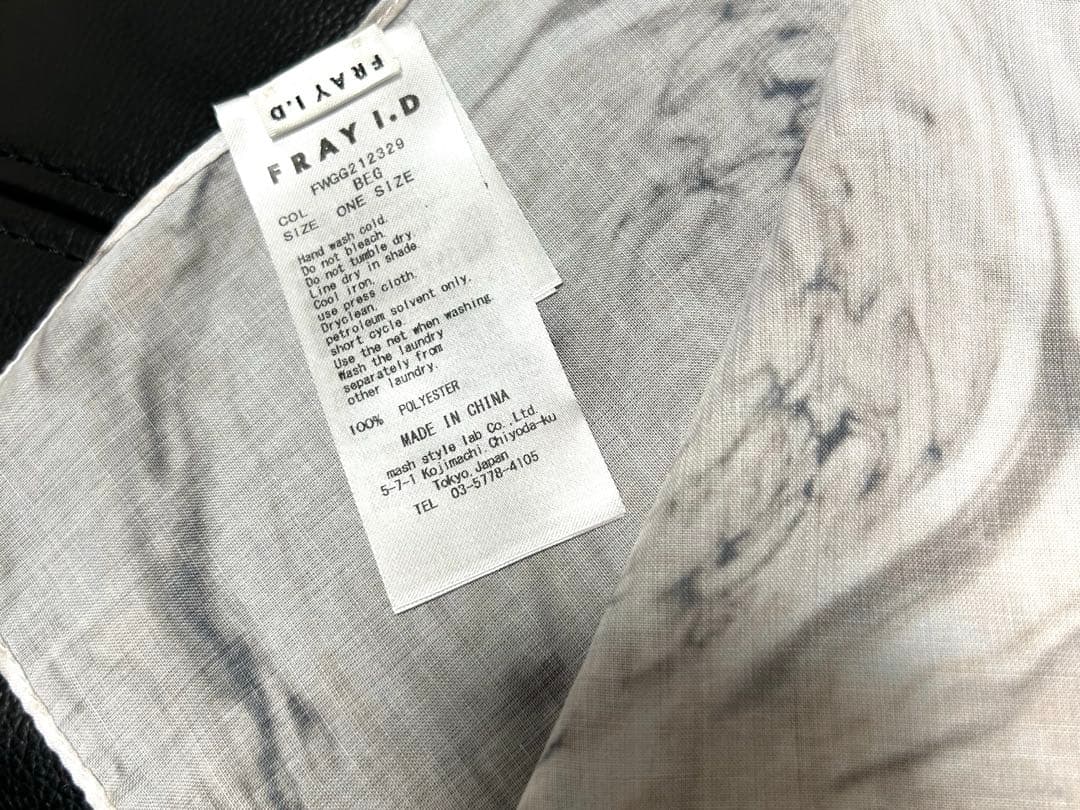 FRAY I.D
FRAY I.D
FWGG212329
COL BEG
SIZE ONE SIZE
Hand wash cold.
Do not bleach.
Do not tumble dry.
Line dry in shade.
Cool iron.
use press cloth.
Dryclean.
petroleum solvent only.
short cycle.
Use the net when washing.
Wash the laundry
separately from
other laundry.
100% POLYESTER
MADE IN CHINA
mash style lab Co.,Ltd.
5-7-1 Kojimachi.Chiyoda-ku
Tokyo.Japan
TEL 03-5778-4105